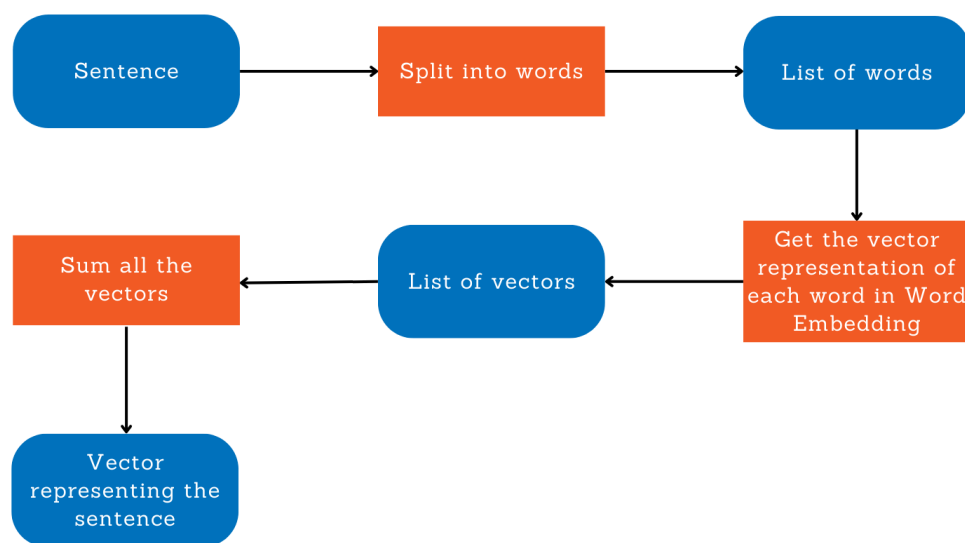 Sentence
Split into words
List of words
Get the vector
representation of
each word in Word
Embedding
List of vectors
Sum all the
vectors
Vector
representing the
sentence